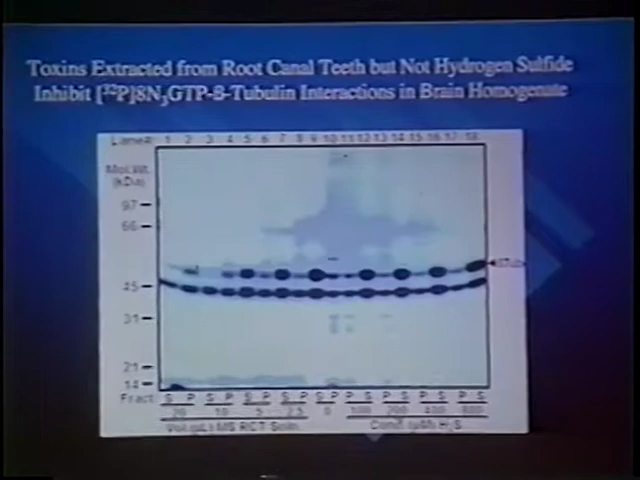 Toxins Extracted from Root Canal Teeth but Not Hydrogen Sulfide
Inhibit [³²P]8N₃GTP-ß-Tubulin Interactions in Brain Homogenate
Lane# 1 2 3 4 5 6 7 8 9 10 11 12 13 14 15 16 17 18
Mol.Wt.
(kDa)
97
66
45
31
21
14
Fract. S P S P S P S P S P P S P S P S P S
20 10 5 2.5 0 100 200 400 800
Vol.(µL) MS RCT Soln. Cond. (µM) H₂S